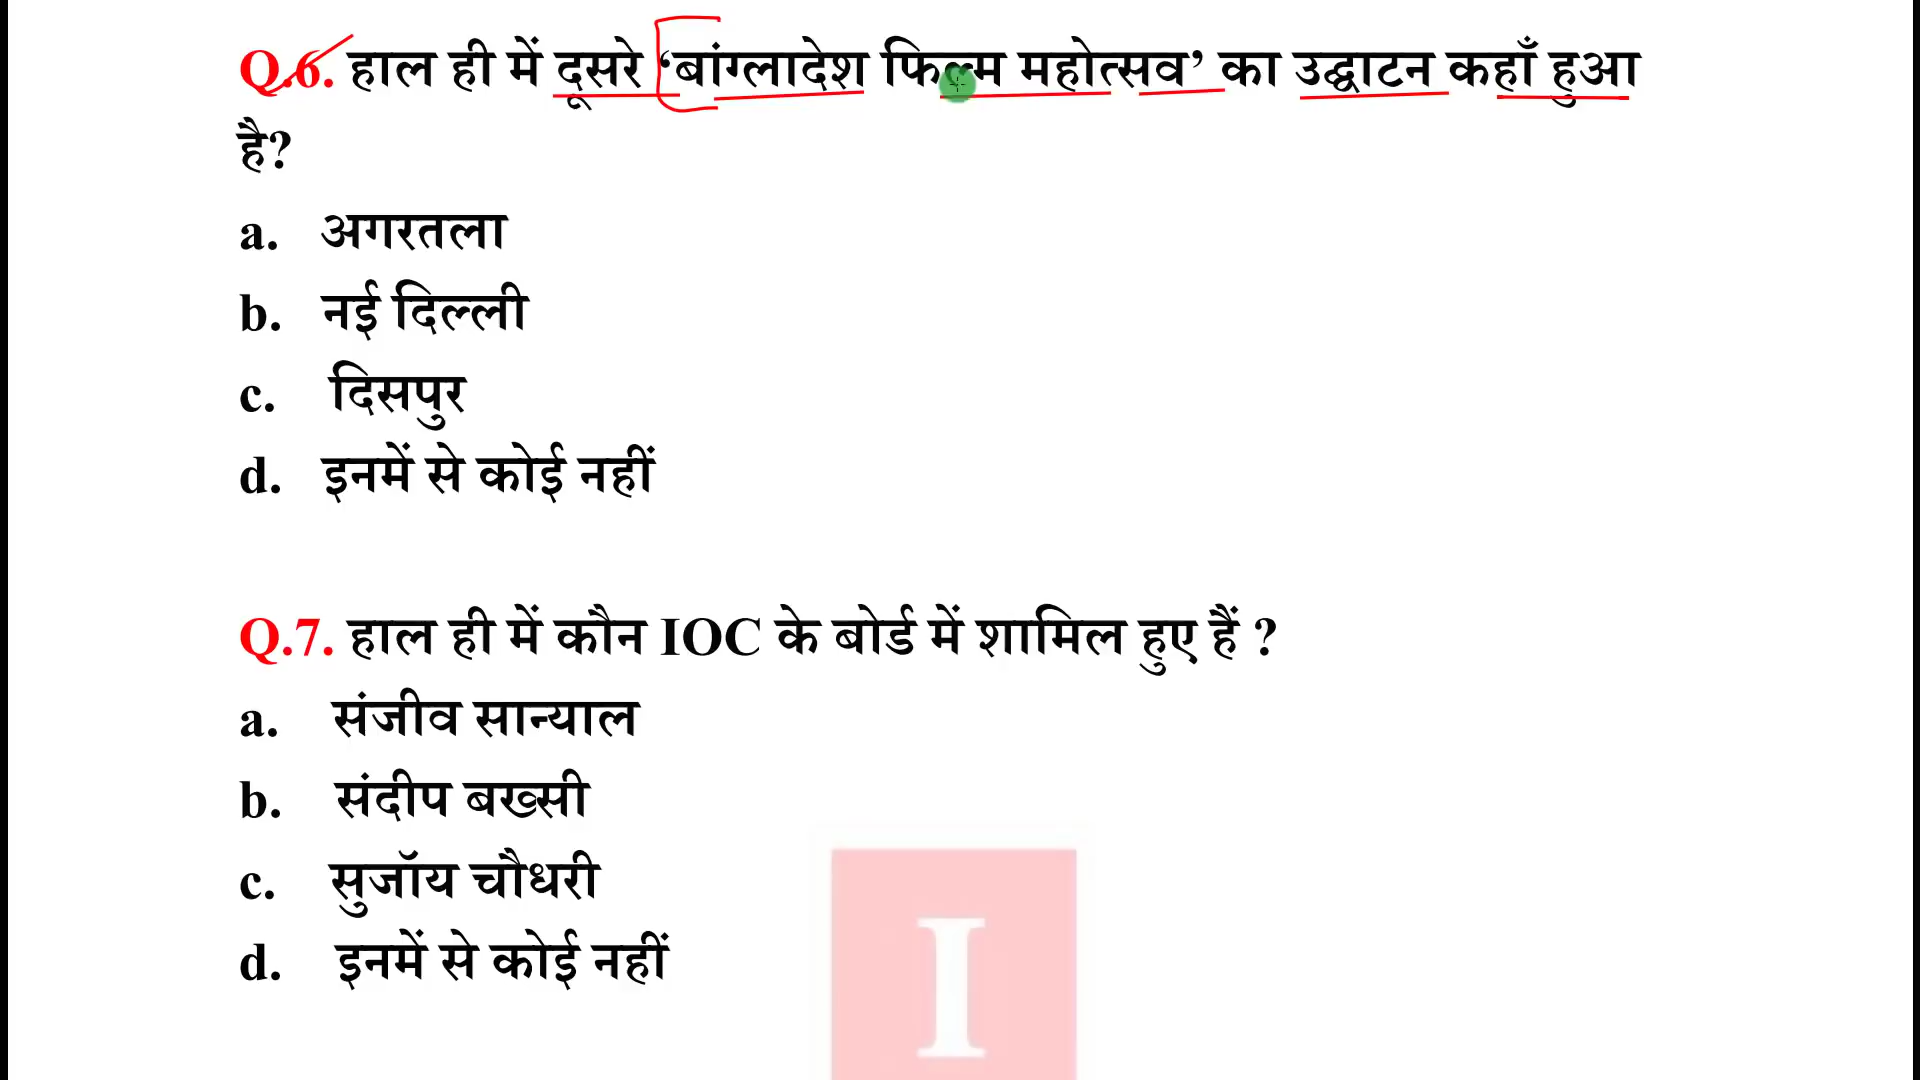 Q.6. हाल ही में दूसरे ‘बांग्लादेश फिल्म महोत्सव’ का उद्घाटन कहाँ हुआ
है?
a. अगरतला
b. नई दिल्ली
c. दिसपुर
d. इनमें से कोई नहीं
Q.7. हाल ही में कौन IOC के बोर्ड में शामिल हुए हैं ?
a. संजीव सान्याल
b. संदीप बख्सी
c. सुजॉय चौधरी
d. इनमें से कोई नहीं
I